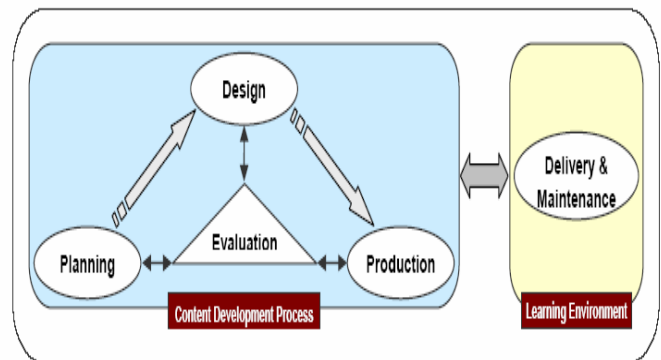 Design
Delivery &
Maintenance
Evaluation
Planning
Production
Content Development Process
Learning Environment